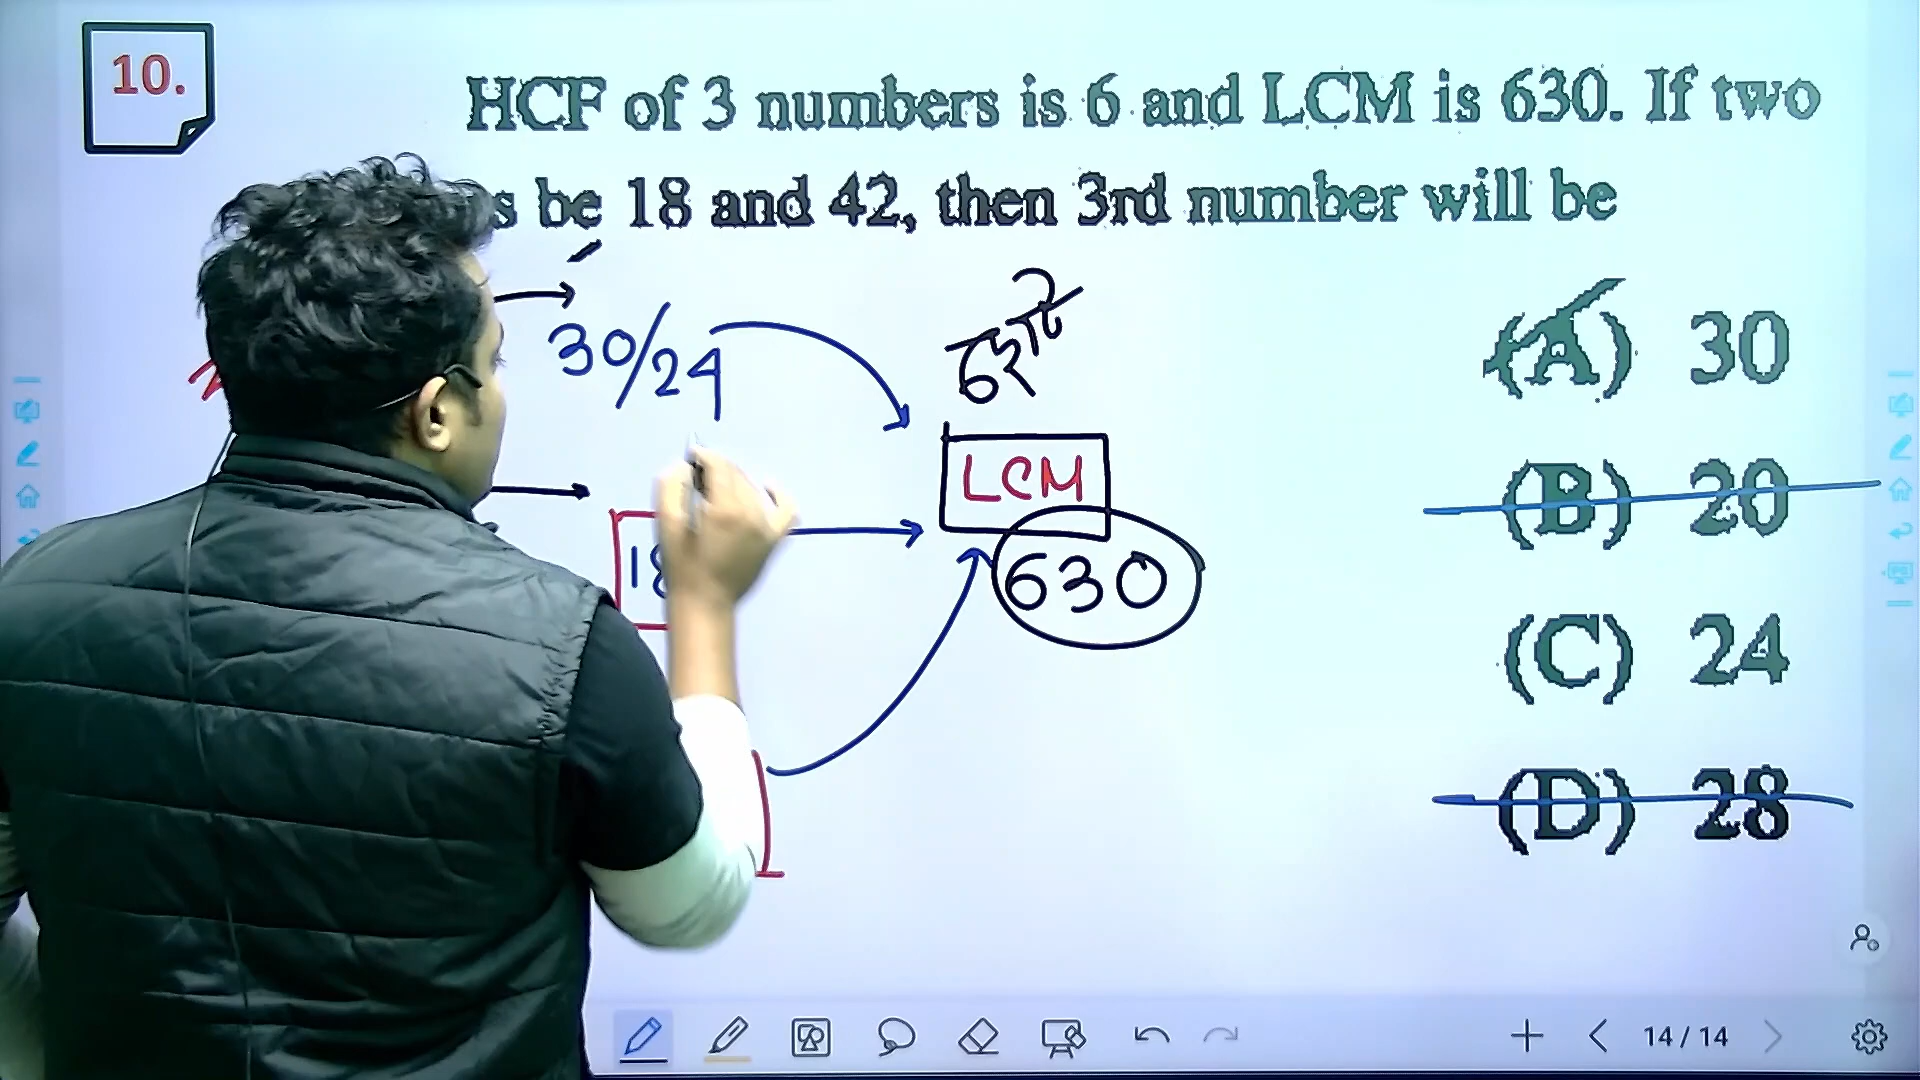 10.
HCF of 3 numbers is 6 and LCM is 630. If two
s be 18 and 42, then 3rd number will be
30/24
LCM
630
18
(A) 30
(B) 20
(C) 24
(D) 28
14 / 14